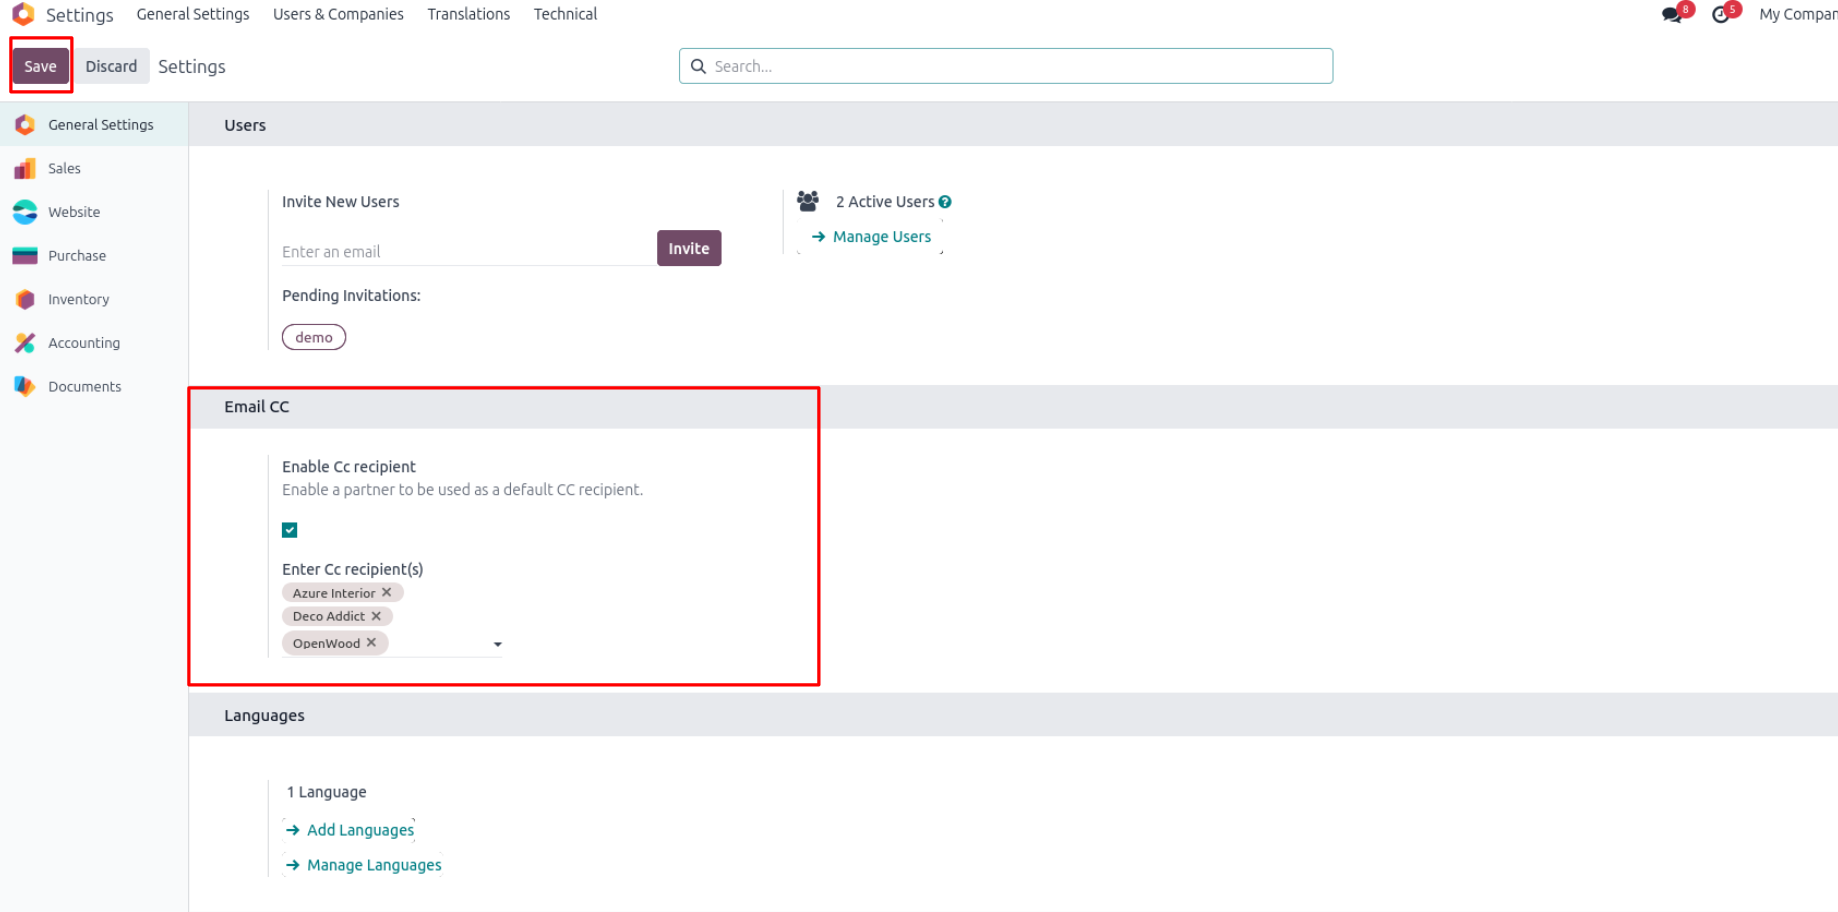 Settings General Settings Users & Companies Translations Technical 8 5 My Compan
Save Discard Settings Search...
General Settings
Sales
Website
Purchase
Inventory
Accounting
Documents
Users
Invite New Users
Enter an email Invite
Pending Invitations:
demo
2 Active Users ?
→ Manage Users
Email CC
Enable Cc recipient
Enable a partner to be used as a default CC recipient.
Enter Cc recipient(s)
Azure Interior ✕
Deco Addict ✕
OpenWood ✕
Languages
1 Language
→ Add Languages
→ Manage Languages